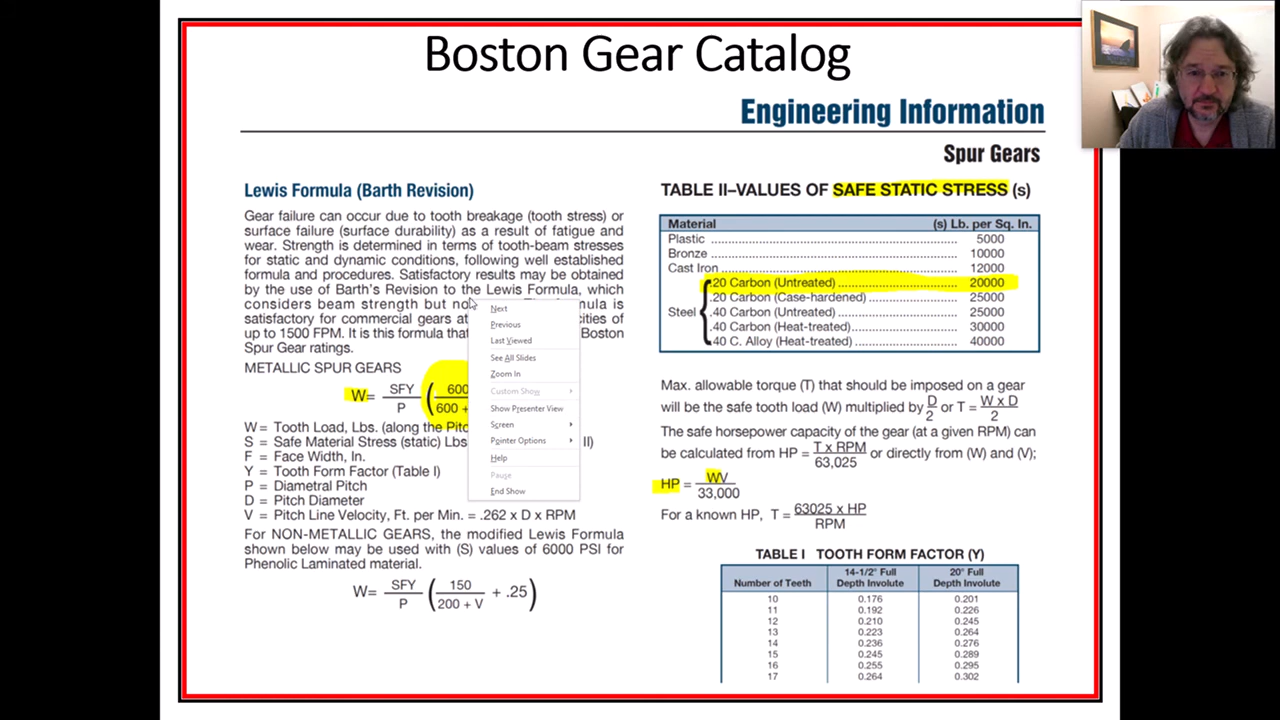 Boston Gear Catalog
Engineering Information
Spur Gears
Lewis Formula (Barth Revision)
Gear failure can occur due to tooth breakage (tooth stress) or
surface failure (surface durability) as a result of fatigue and
wear. Strength is determined in terms of tooth-beam stresses
for static and dynamic conditions, following well established
formula and procedures. Satisfactory results may be obtained
by the use of Barth's Revision to the Lewis Formula, which
considers beam strength but no mula is
satisfactory for commercial gears at cities of
up to 1500 FPM. It is this formula that Boston
Spur Gear ratings.
METALLIC SPUR GEARS
W= SFY
P
( 600
600 +
W = Tooth Load, Lbs. (along the Pitc
S = Safe Material Stress (static) Lbs II)
F = Face Width, In.
Y = Tooth Form Factor (Table I)
P = Diametral Pitch
D = Pitch Diameter
V = Pitch Line Velocity, Ft. per Min. = .262 x D x RPM
For NON-METALLIC GEARS, the modified Lewis Formula
shown below may be used with (S) values of 6000 PSI for
Phenolic Laminated material.
W= SFY ( 150 + .25 )
P 200 + V
Next
Previous
Last Viewed
See All Slides
Zoom In
Custom Show
Show Presenter View
Screen
Pointer Options
Help
Pause
End Show
TABLE II–VALUES OF SAFE STATIC STRESS (s)
Material (s) Lb. per Sq. In.
Plastic ........ 5000
Bronze ........ 10000
Cast Iron ........ 12000
Steel
.20 Carbon (Untreated) ........ 20000
.20 Carbon (Case-hardened) ........ 25000
.40 Carbon (Untreated) ........ 25000
.40 Carbon (Heat-treated) ........ 30000
.40 C. Alloy (Heat-treated) ........ 40000
Max. allowable torque (T) that should be imposed on a gear
will be the safe tooth load (W) multiplied by D/2 or T = W x D/2
The safe horsepower capacity of the gear (at a given RPM) can
be calculated from HP = T x RPM/63,025 or directly from (W) and (V);
HP = WV
33,000
For a known HP, T = 63025 x HP
RPM
TABLE I TOOTH FORM FACTOR (Y)
Number of Teeth 14-1/2° Full Depth Involute 20° Full Depth Involute
10 0.176 0.201
11 0.192 0.226
12 0.210 0.245
13 0.223 0.264
14 0.236 0.276
15 0.245 0.289
16 0.255 0.295
17 0.264 0.302